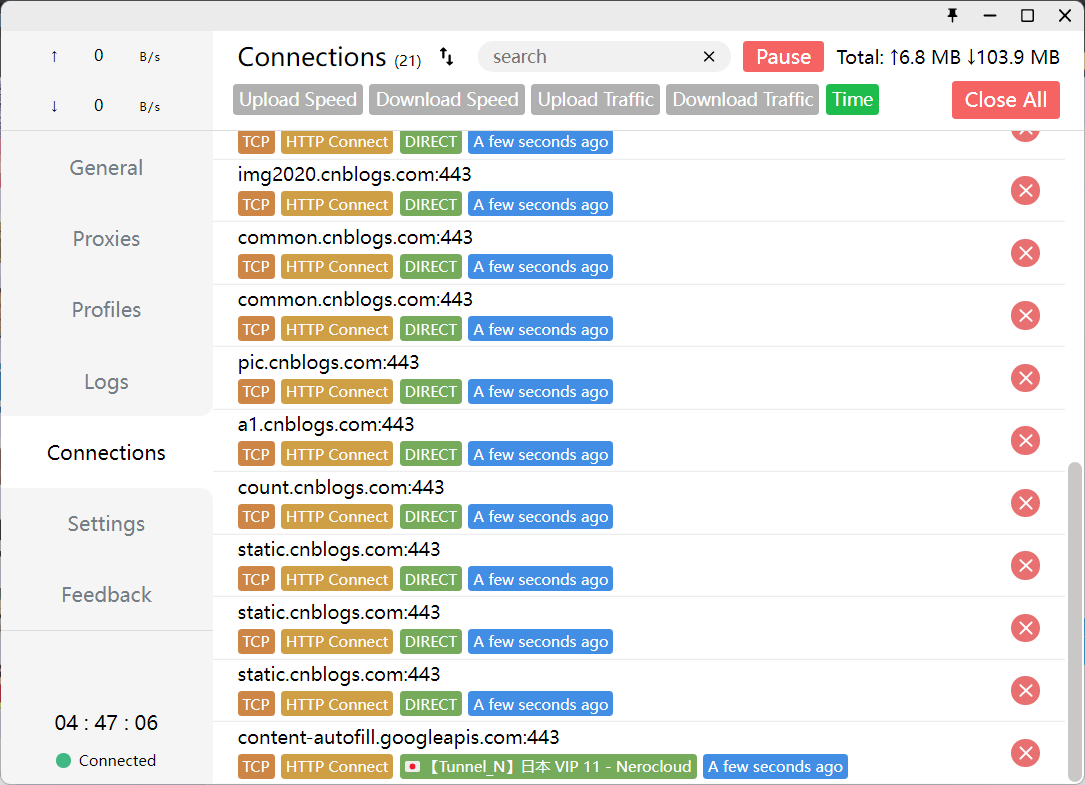 ↑ 0 B/s
↓ 0 B/s
General
Proxies
Profiles
Logs
Connections
Settings
Feedback
04 : 47 : 06
Connected
Connections (21)
search
Pause
Total: ↑6.8 MB ↓103.9 MB
Upload Speed Download Speed Upload Traffic Download Traffic Time
Close All
TCP HTTP Connect DIRECT A few seconds ago
img2020.cnblogs.com:443
TCP HTTP Connect DIRECT A few seconds ago
common.cnblogs.com:443
TCP HTTP Connect DIRECT A few seconds ago
common.cnblogs.com:443
TCP HTTP Connect DIRECT A few seconds ago
pic.cnblogs.com:443
TCP HTTP Connect DIRECT A few seconds ago
a1.cnblogs.com:443
TCP HTTP Connect DIRECT A few seconds ago
count.cnblogs.com:443
TCP HTTP Connect DIRECT A few seconds ago
static.cnblogs.com:443
TCP HTTP Connect DIRECT A few seconds ago
static.cnblogs.com:443
TCP HTTP Connect DIRECT A few seconds ago
static.cnblogs.com:443
TCP HTTP Connect DIRECT A few seconds ago
content-autofill.googleapis.com:443
TCP HTTP Connect 🇯🇵【Tunnel_N】日本 VIP 11 - Nerocloud A few seconds ago